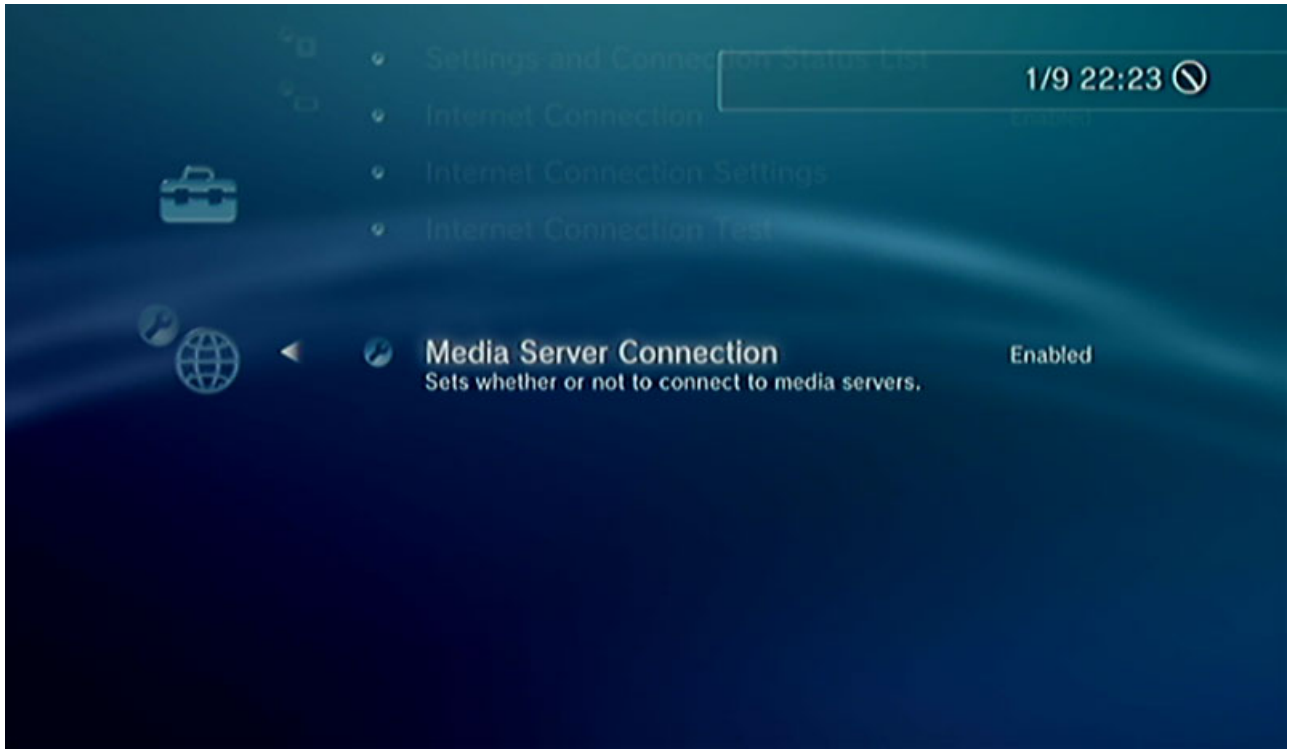 Settings and Connection Status List
1/9 22:23
Internet Connection
Enabled
Internet Connection Settings
Internet Connection Test
Media Server Connection
Enabled
Sets whether or not to connect to media servers.